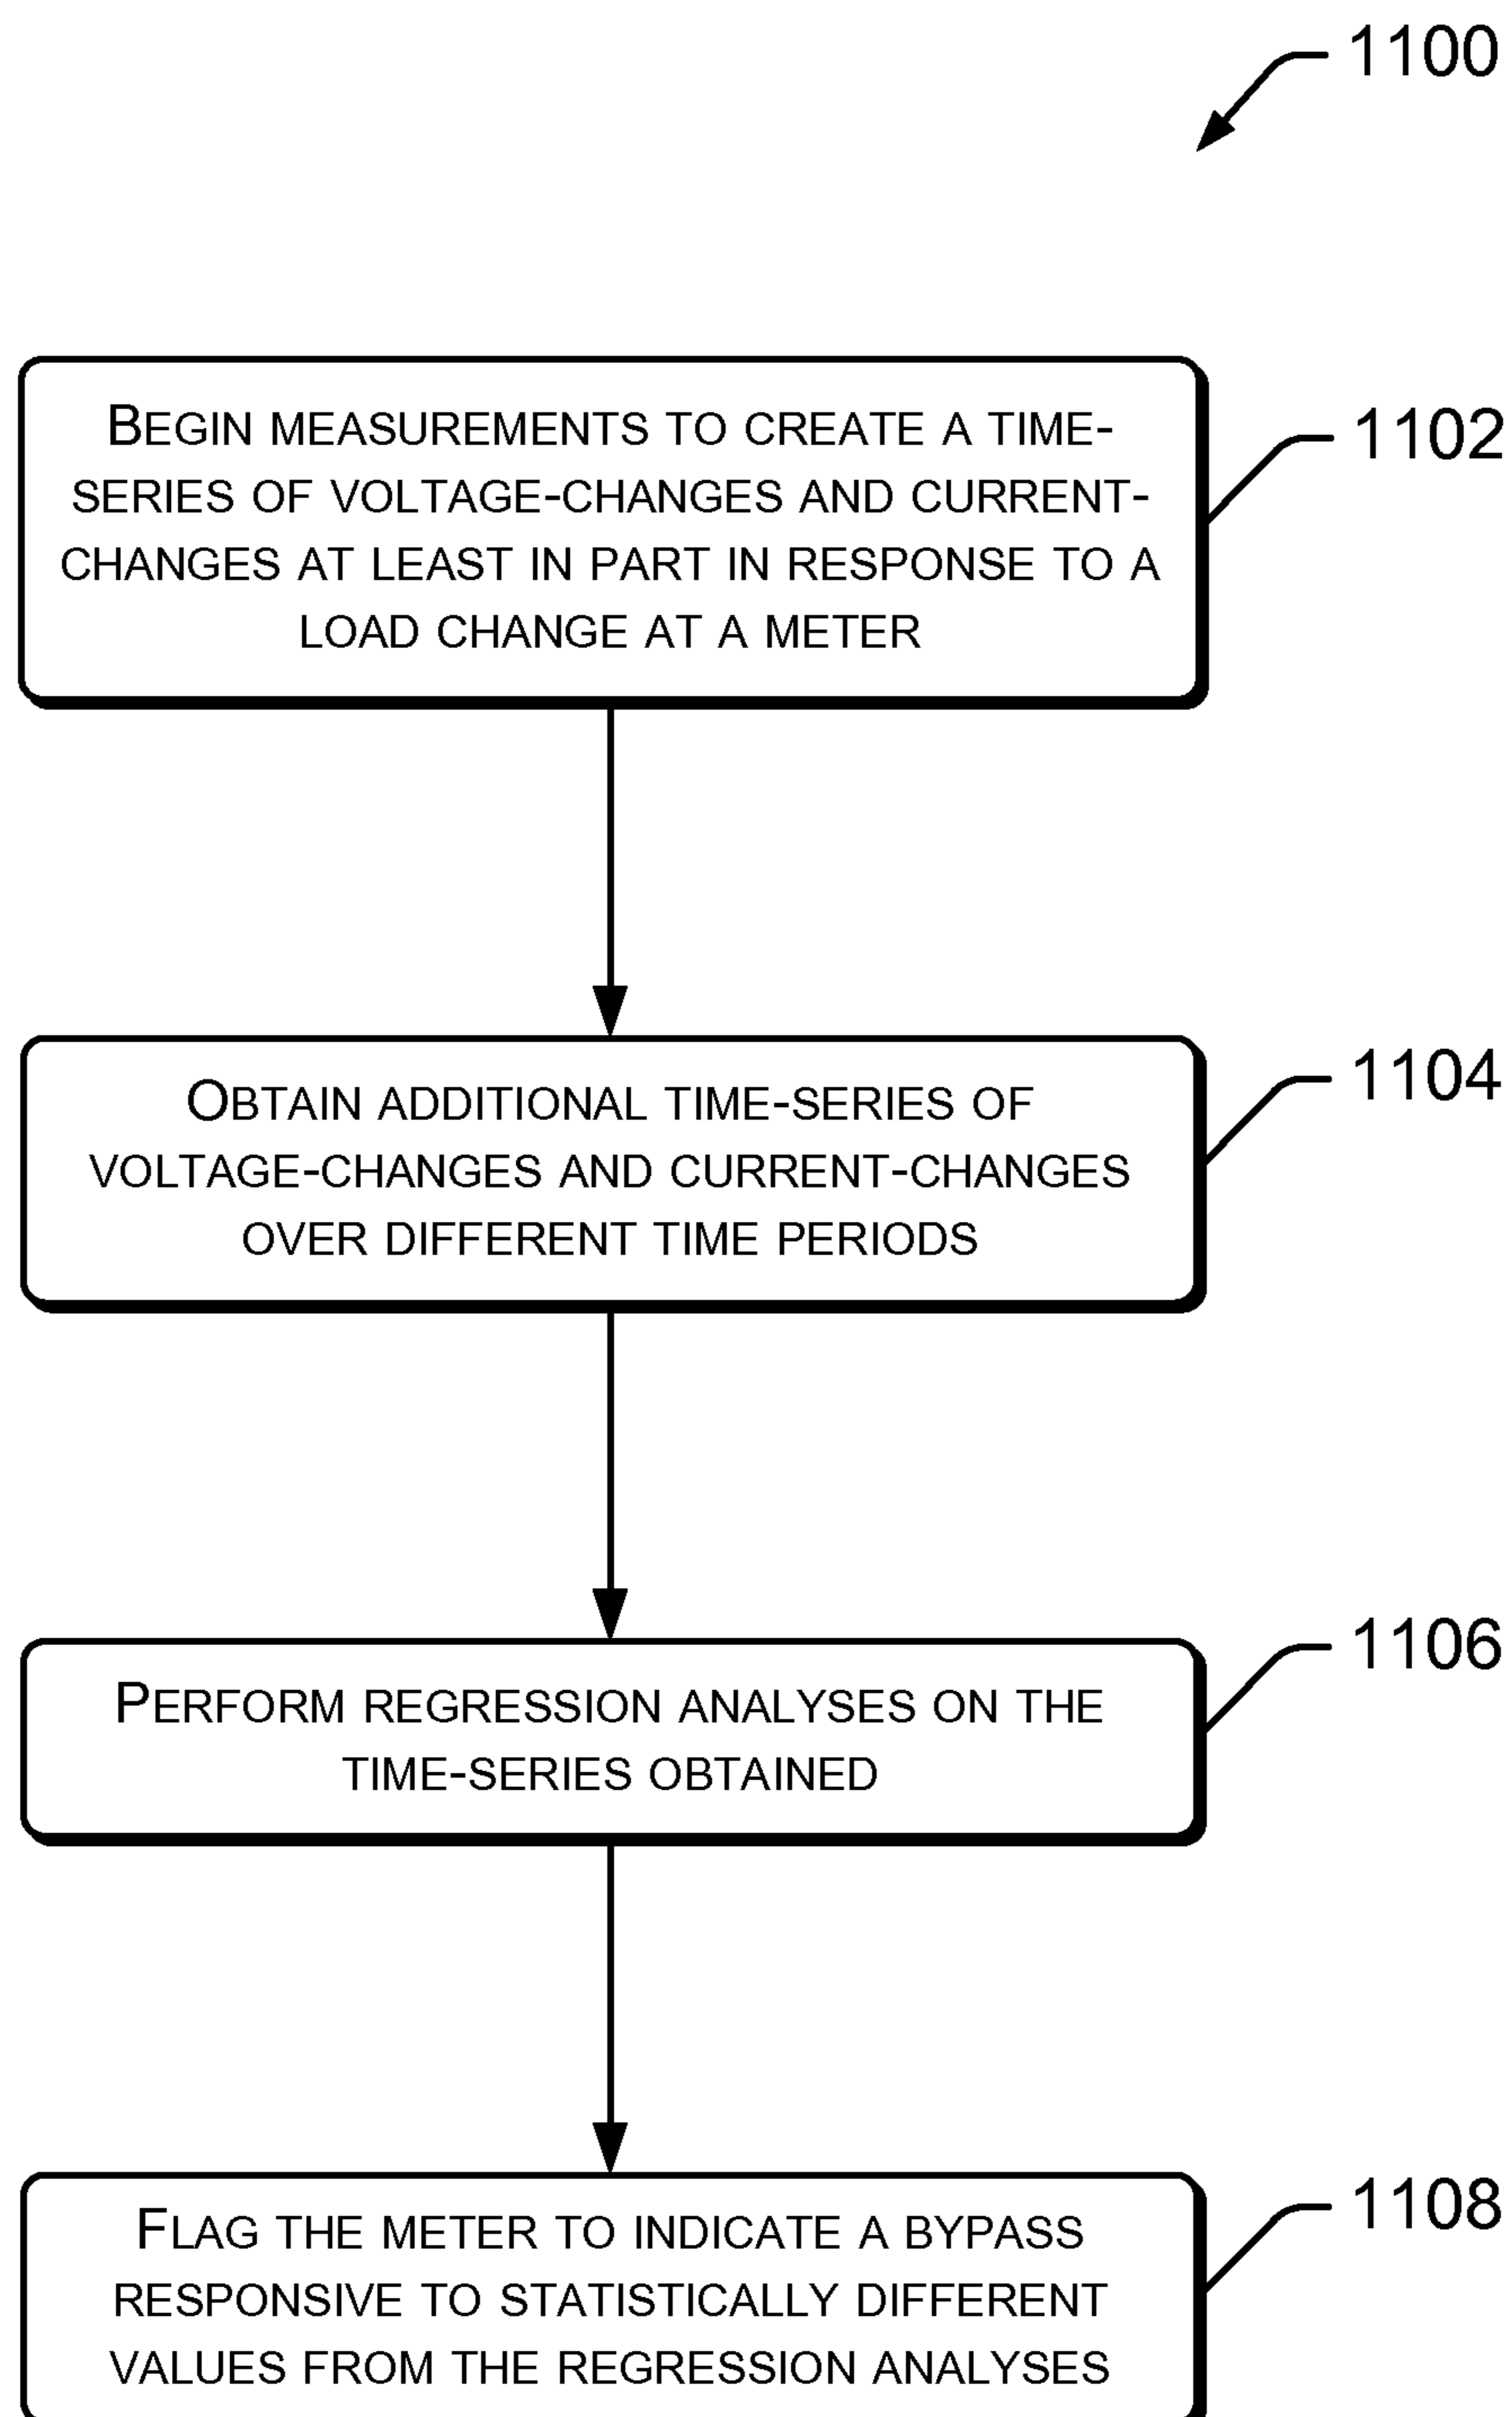 1100
BEGIN MEASUREMENTS TO CREATE A TIME-
SERIES OF VOLTAGE-CHANGES AND CURRENT-
CHANGES AT LEAST IN PART IN RESPONSE TO A
LOAD CHANGE AT A METER
1102
OBTAIN ADDITIONAL TIME-SERIES OF
VOLTAGE-CHANGES AND CURRENT-CHANGES
OVER DIFFERENT TIME PERIODS
1104
PERFORM REGRESSION ANALYSES ON THE
TIME-SERIES OBTAINED
1106
FLAG THE METER TO INDICATE A BYPASS
RESPONSIVE TO STATISTICALLY DIFFERENT
VALUES FROM THE REGRESSION ANALYSES
1108